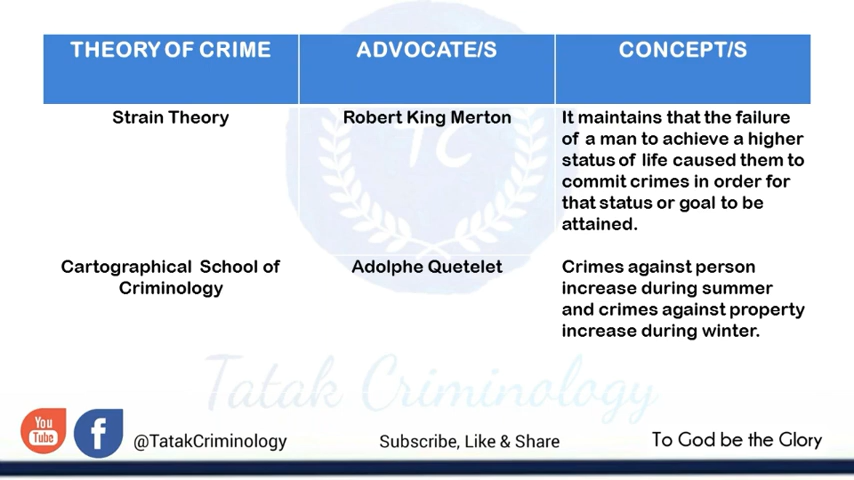 THEORY OF CRIME
ADVOCATE/S
CONCEPT/S
Strain Theory
Robert King Merton
It maintains that the failure
of a man to achieve a higher
status of life caused them to
commit crimes in order for
that status or goal to be
attained.
Cartographical School of
Criminology
Adolphe Quetelet
Crimes against person
increase during summer
and crimes against property
increase during winter.
TC
Tatak Criminology
You
Tube
f
@TatakCriminology
Subscribe, Like & Share
To God be the Glory